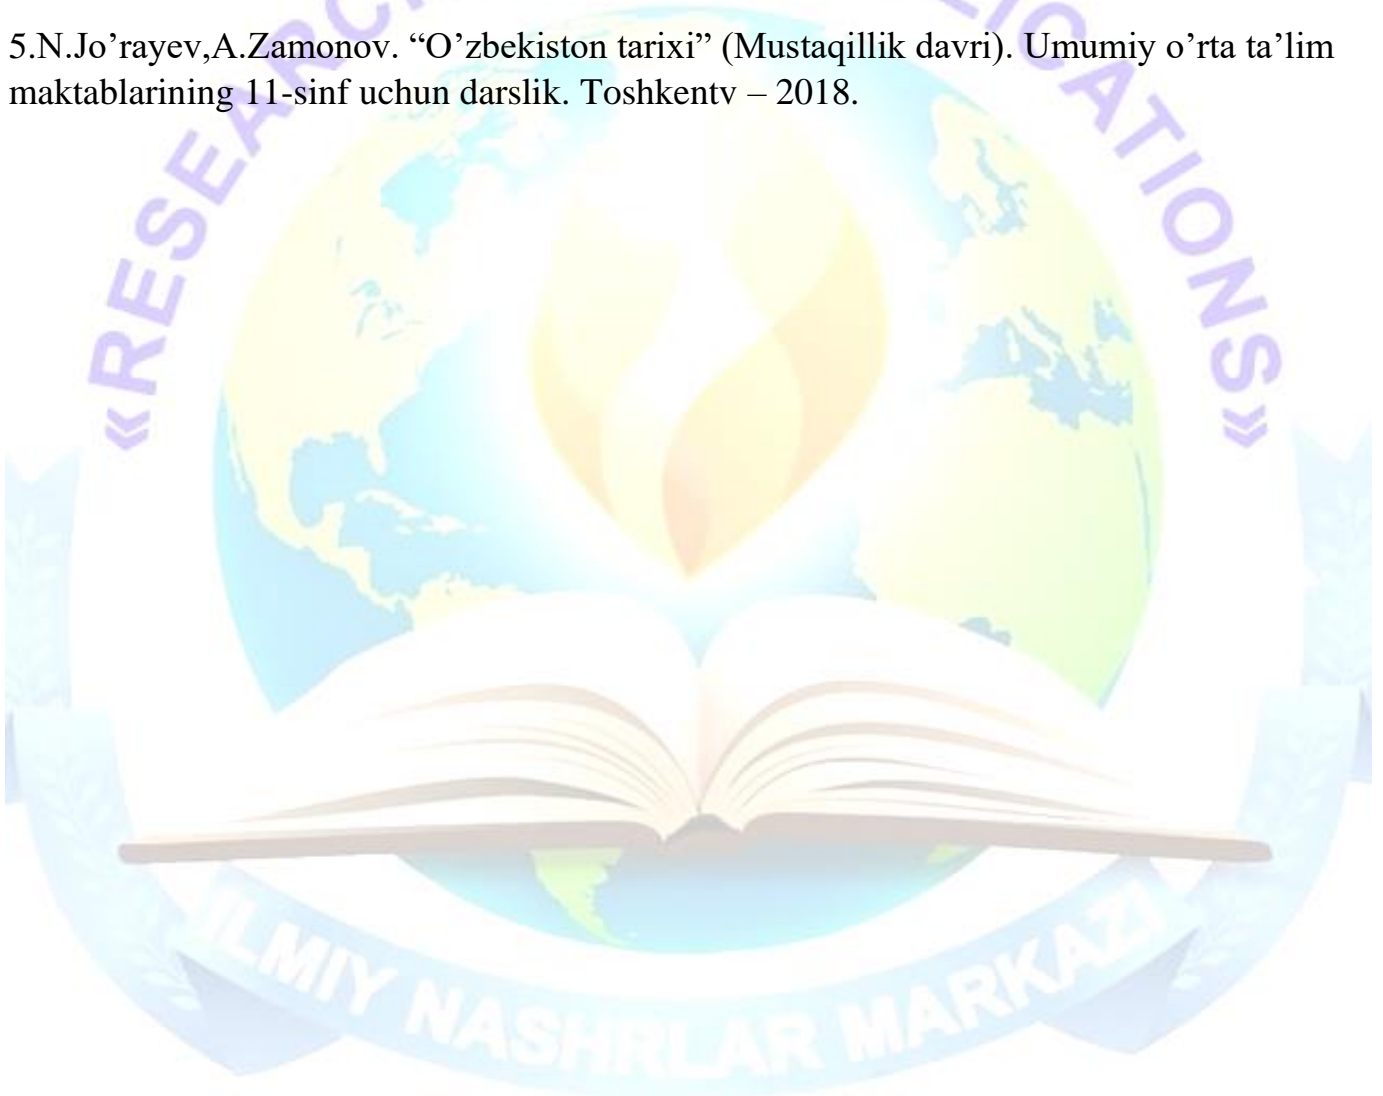 5.N.Jo’rayev,A.Zamonov. “O’zbekiston tarixi” (Mustaqillik davri). Umumiy o’rta ta’lim
maktablarining 11-sinf uchun darslik. Toshkentv – 2018.
«RESEARCH
ICATIONS»
ILMIY NASHRLAR MARKAZI